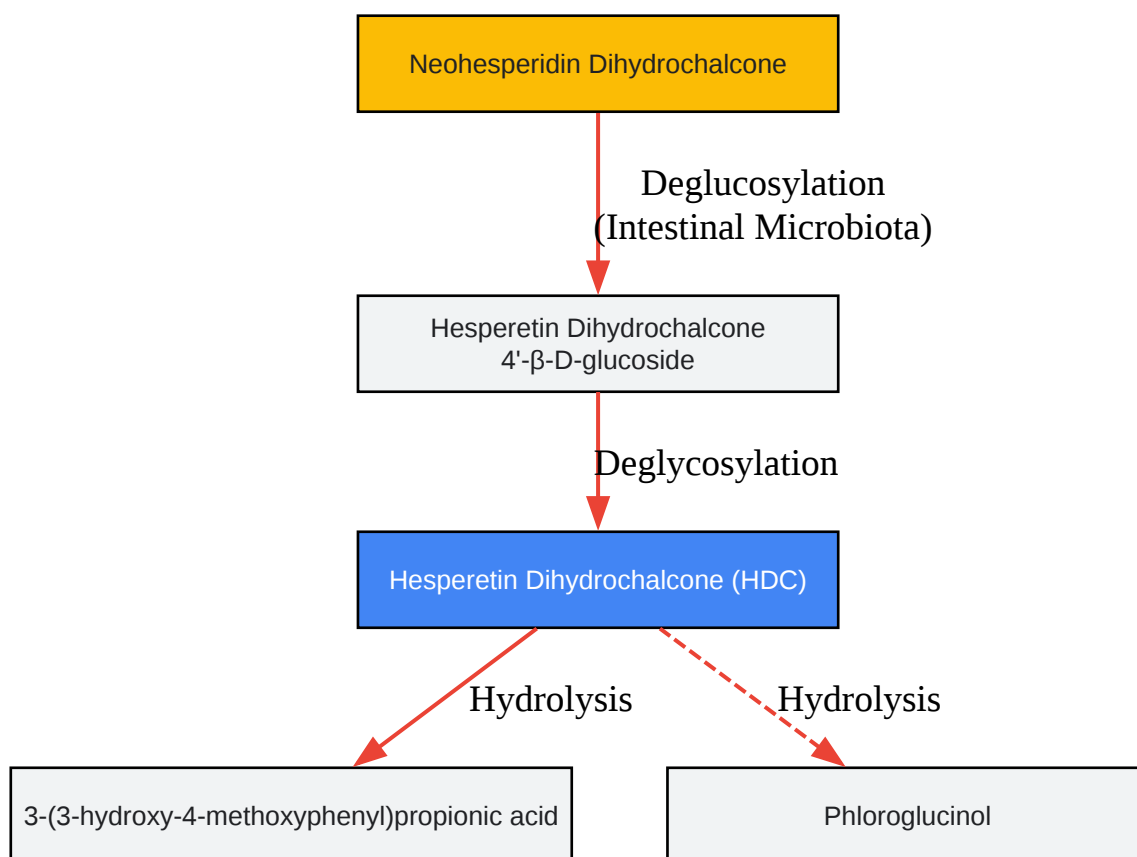 Neohesperidin Dihydrochalcone
Deglucosylation
(Intestinal Microbiota)
Hesperetin Dihydrochalcone
4'-β-D-glucoside
Deglycosylation
Hesperetin Dihydrochalcone (HDC)
Hydrolysis
Hydrolysis
3-(3-hydroxy-4-methoxyphenyl)propionic acid
Phloroglucinol